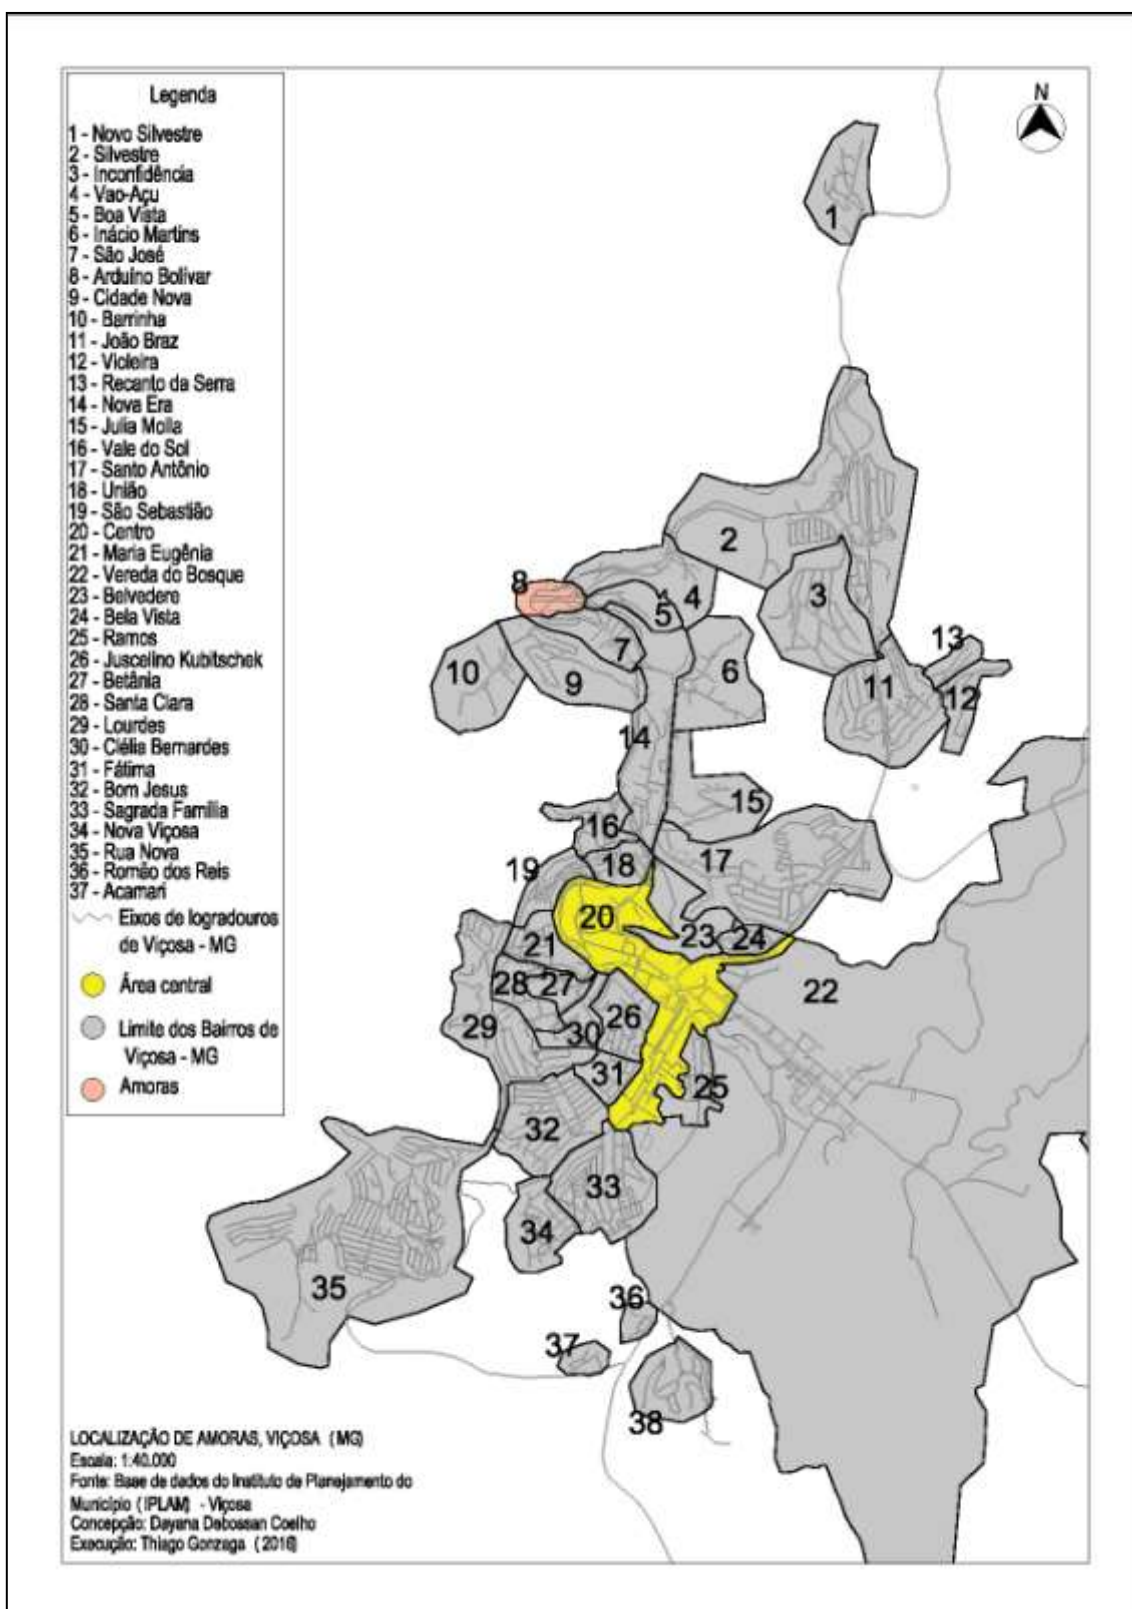 Legenda
1 - Novo Silvestre
2 - Silvestre
3 - Inconfidência
4 - Vao-Açu
5 - Boa Vista
6 - Inácio Martins
7 - São José
8 - Arduíno Bolívar
9 - Cidade Nova
10 - Barrinha
11 - João Braz
12 - Violeira
13 - Recanto da Serra
14 - Nova Era
15 - Julia Molla
16 - Vale do Sol
17 - Santo Antônio
18 - União
19 - São Sebastião
20 - Centro
21 - Maria Eugênia
22 - Vereda do Bosque
23 - Belvedere
24 - Bela Vista
25 - Ramos
26 - Juscelino Kubitschek
27 - Betânia
28 - Santa Clara
29 - Lourdes
30 - Clélia Bernardes
31 - Fátima
32 - Bom Jesus
33 - Sagrada Família
34 - Nova Viçosa
35 - Rua Nova
36 - Romão dos Reis
37 - Acamari
Eixos de logradouros
de Viçosa - MG
Área central
Limite dos Bairros de
Viçosa - MG
Amoras
N
1
2
3
8
4
5
13
7
6
10
9
11
12
14
15
16
17
19
18
20
23
24
21
22
28
27
26
29
30
31
25
32
33
34
35
36
37
38
LOCALIZAÇÃO DE AMORAS, VIÇOSA (MG)
Escala: 1:40.000
Fonte: Base de dados do Instituto de Planejamento do
Município (IPLAM) - Viçosa
Concepção: Dayana Debossan Coelho
Execução: Thiago Gonzaga (2016)